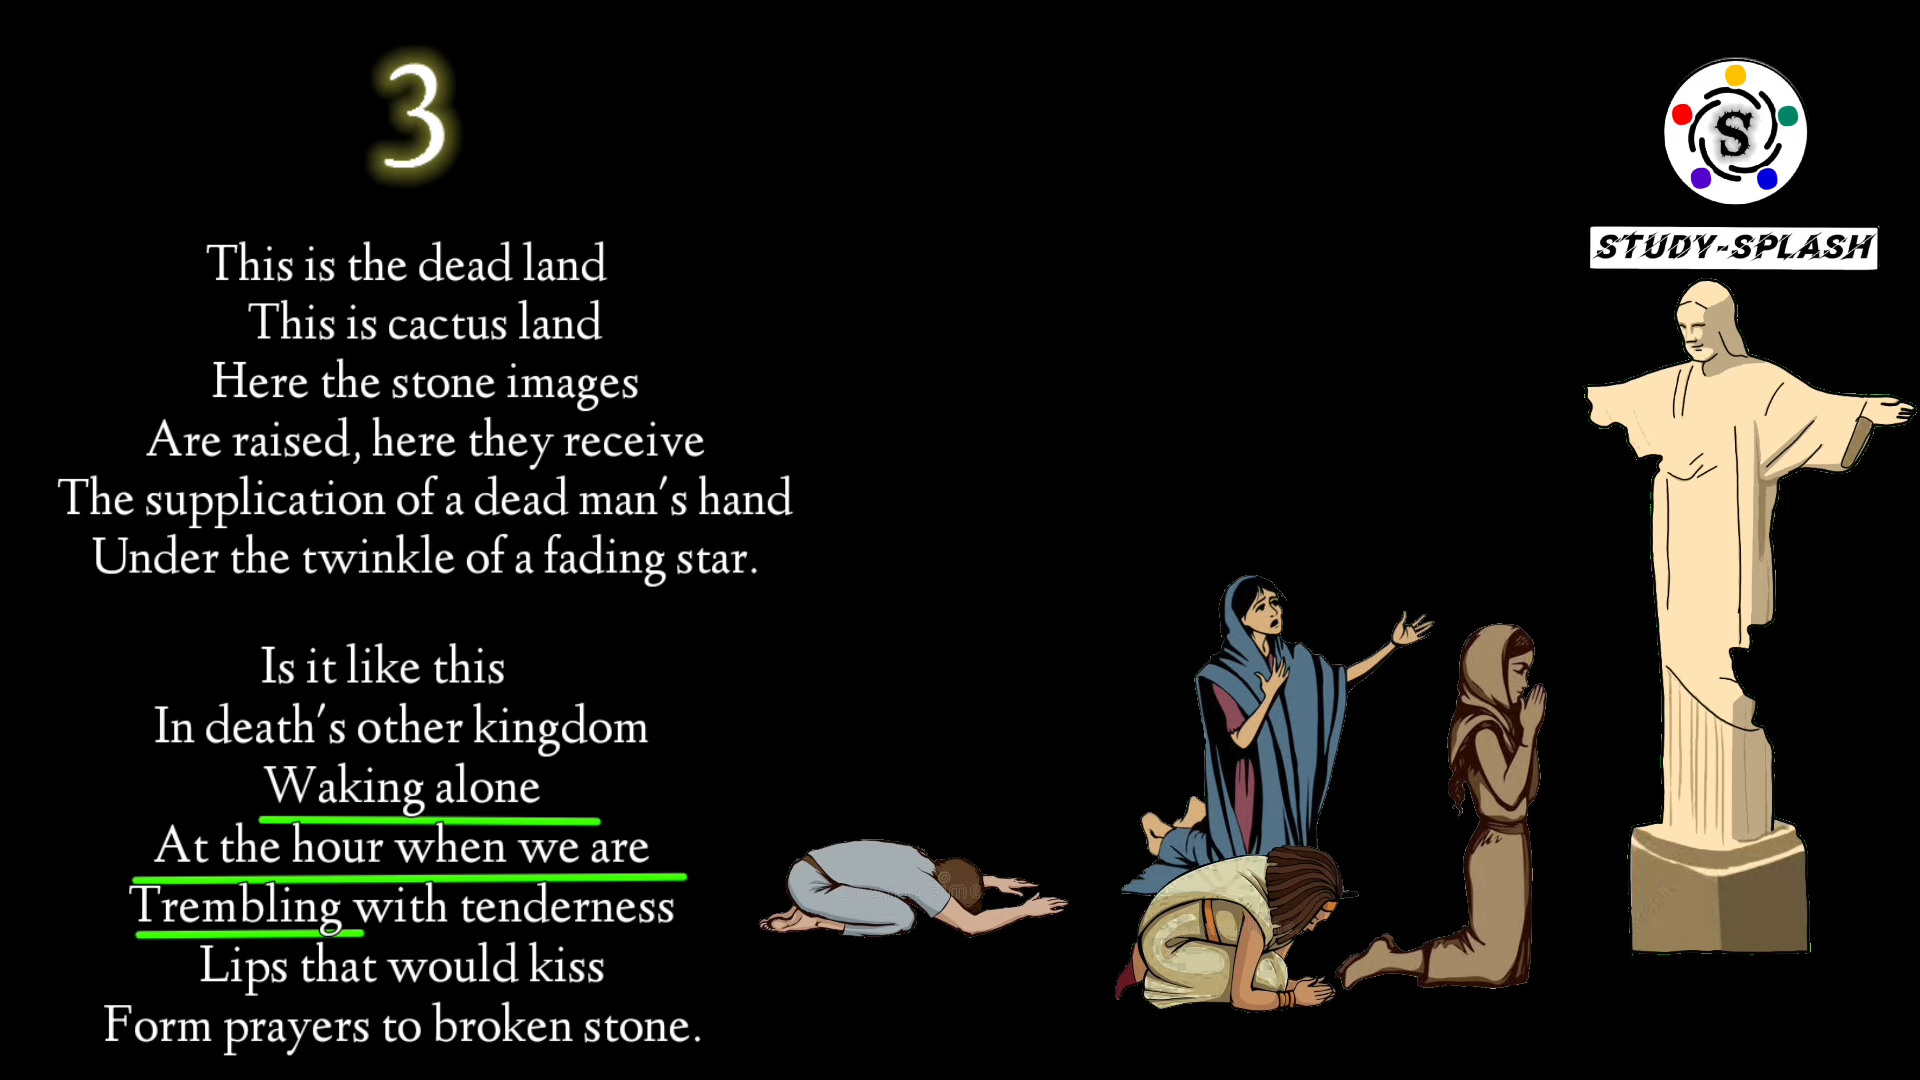 3
S
STUDY-SPLASH
This is the dead land
This is cactus land
Here the stone images
Are raised, here they receive
The supplication of a dead man's hand
Under the twinkle of a fading star.
Is it like this
In death's other kingdom
Waking alone
At the hour when we are
Trembling with tenderness
Lips that would kiss
Form prayers to broken stone.